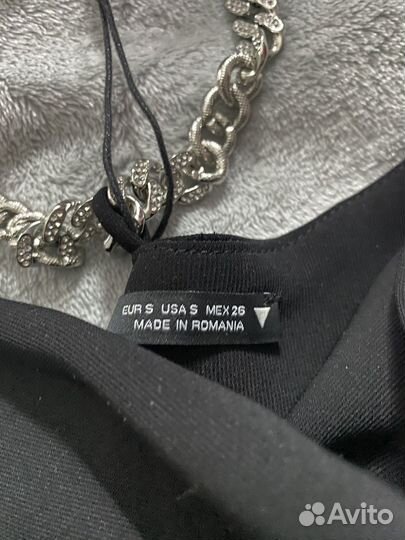 EUR S USA S MEX 26
MADE IN ROMANIA
Avito